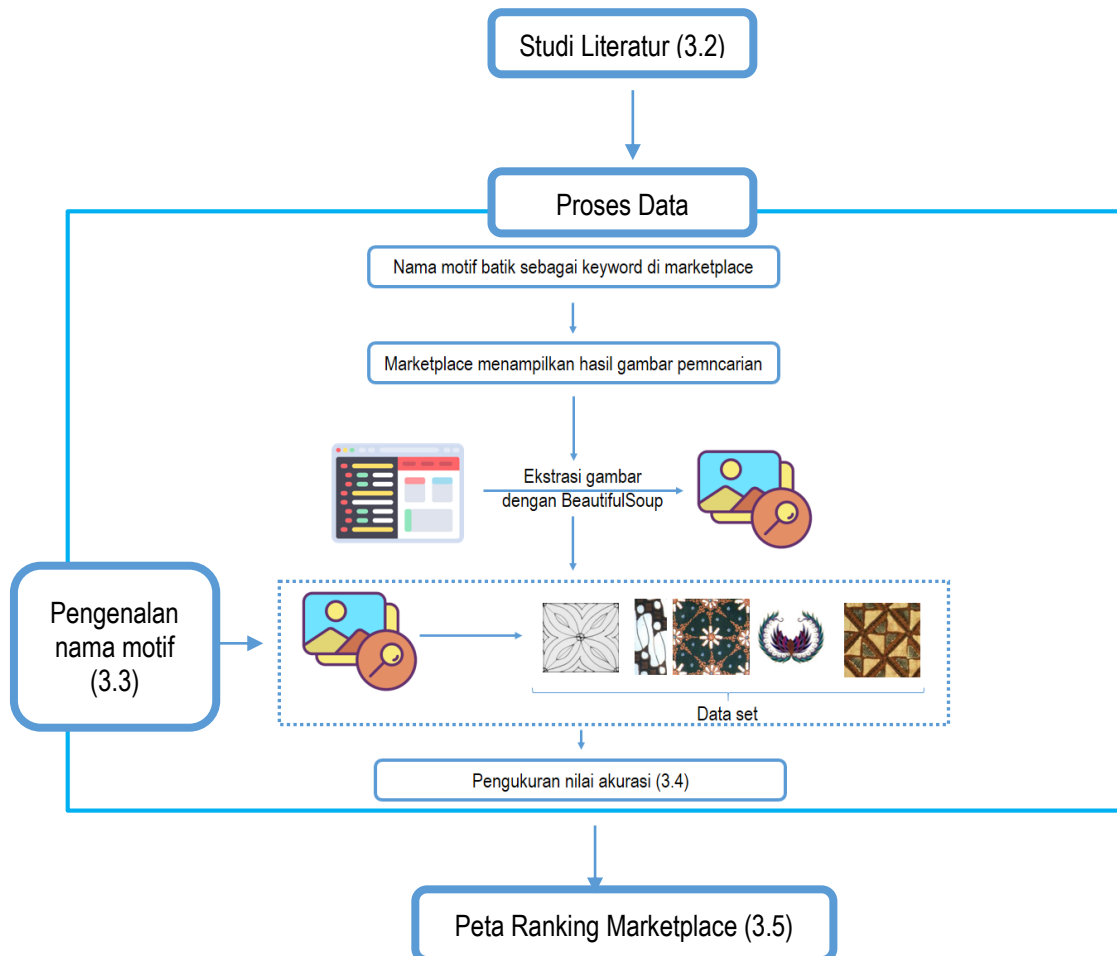 Studi Literatur (3.2)
Proses Data
Nama motif batik sebagai keyword di marketplace
Marketplace menampilkan hasil gambar pemncarian
Ekstrasi gambar
dengan BeautifulSoup
Pengenalan
nama motif
(3.3)
Data set
Pengukuran nilai akurasi (3.4)
Peta Ranking Marketplace (3.5)